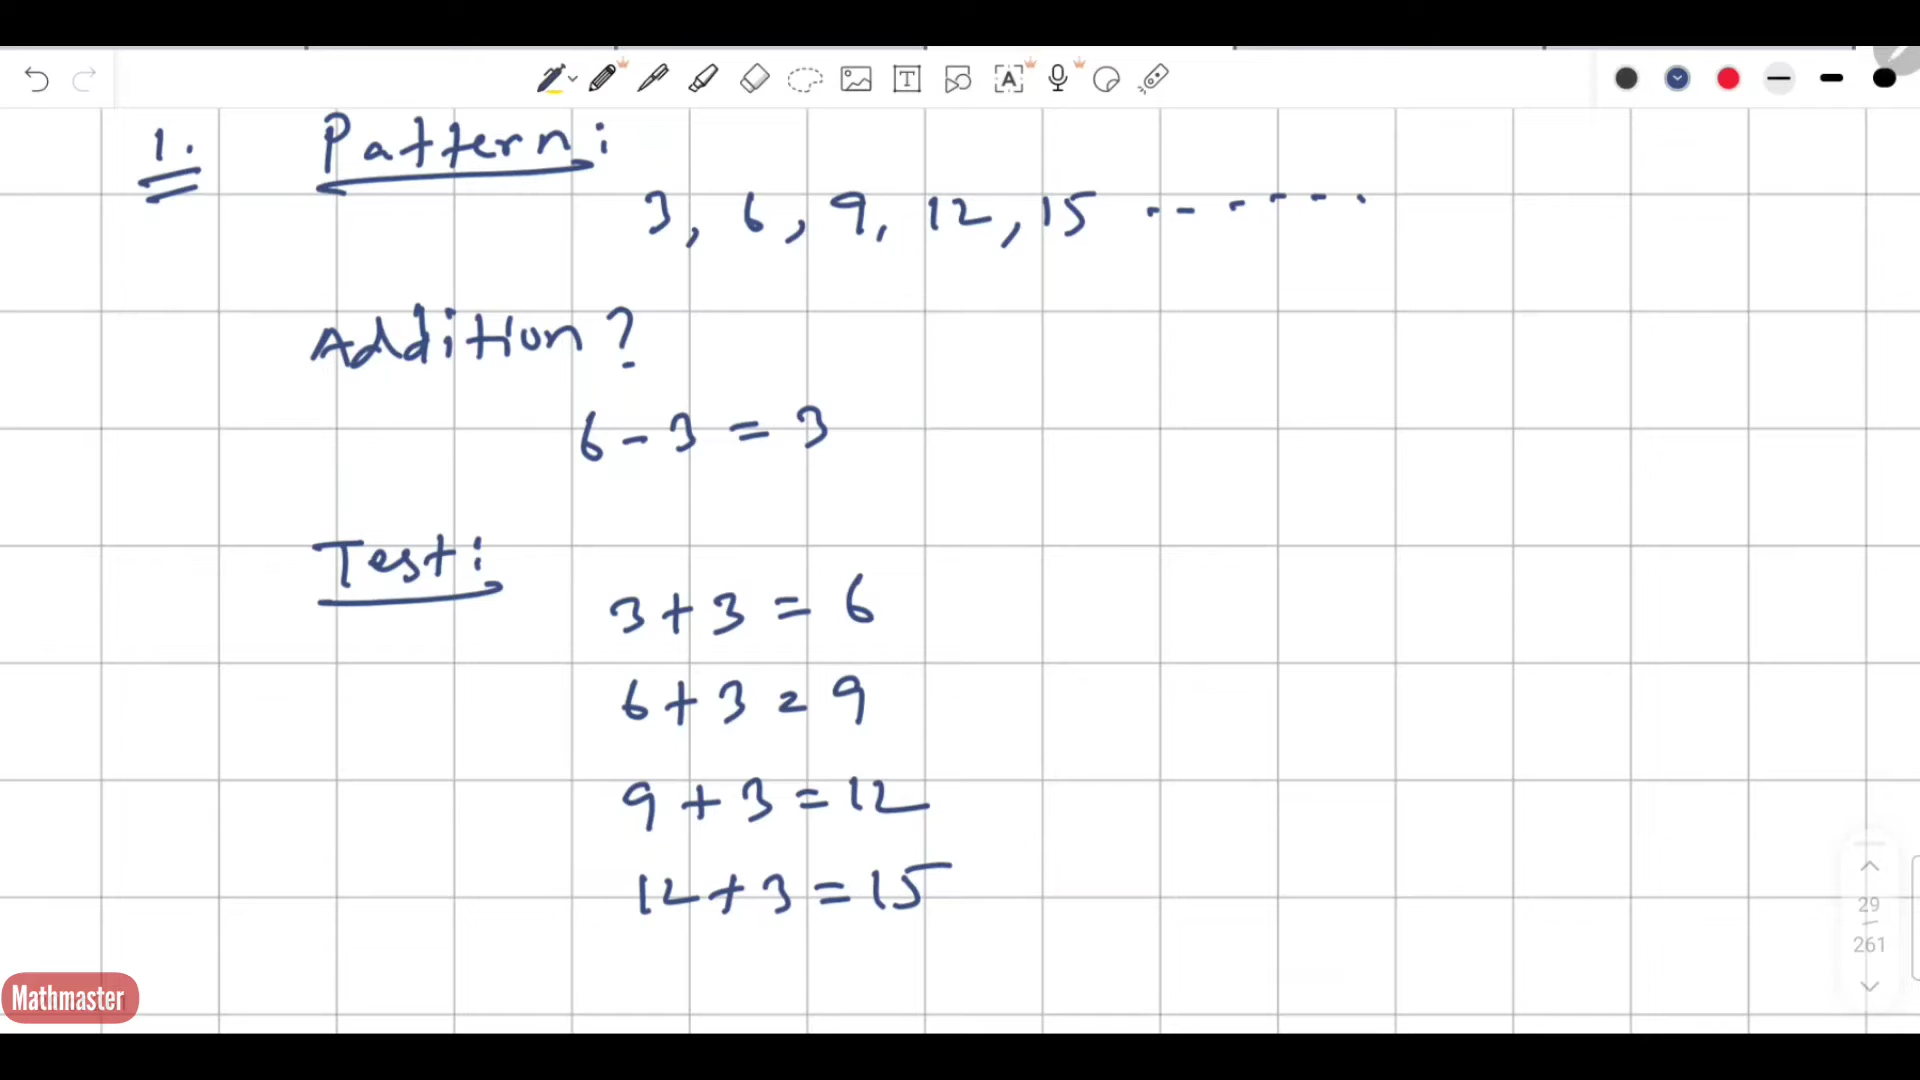 1. Pattern:
3, 6, 9, 12, 15 .......
Addition?
6 - 3 = 3
Test:
3 + 3 = 6
6 + 3 = 9
9 + 3 = 12
12 + 3 = 15
29
261
Mathmaster